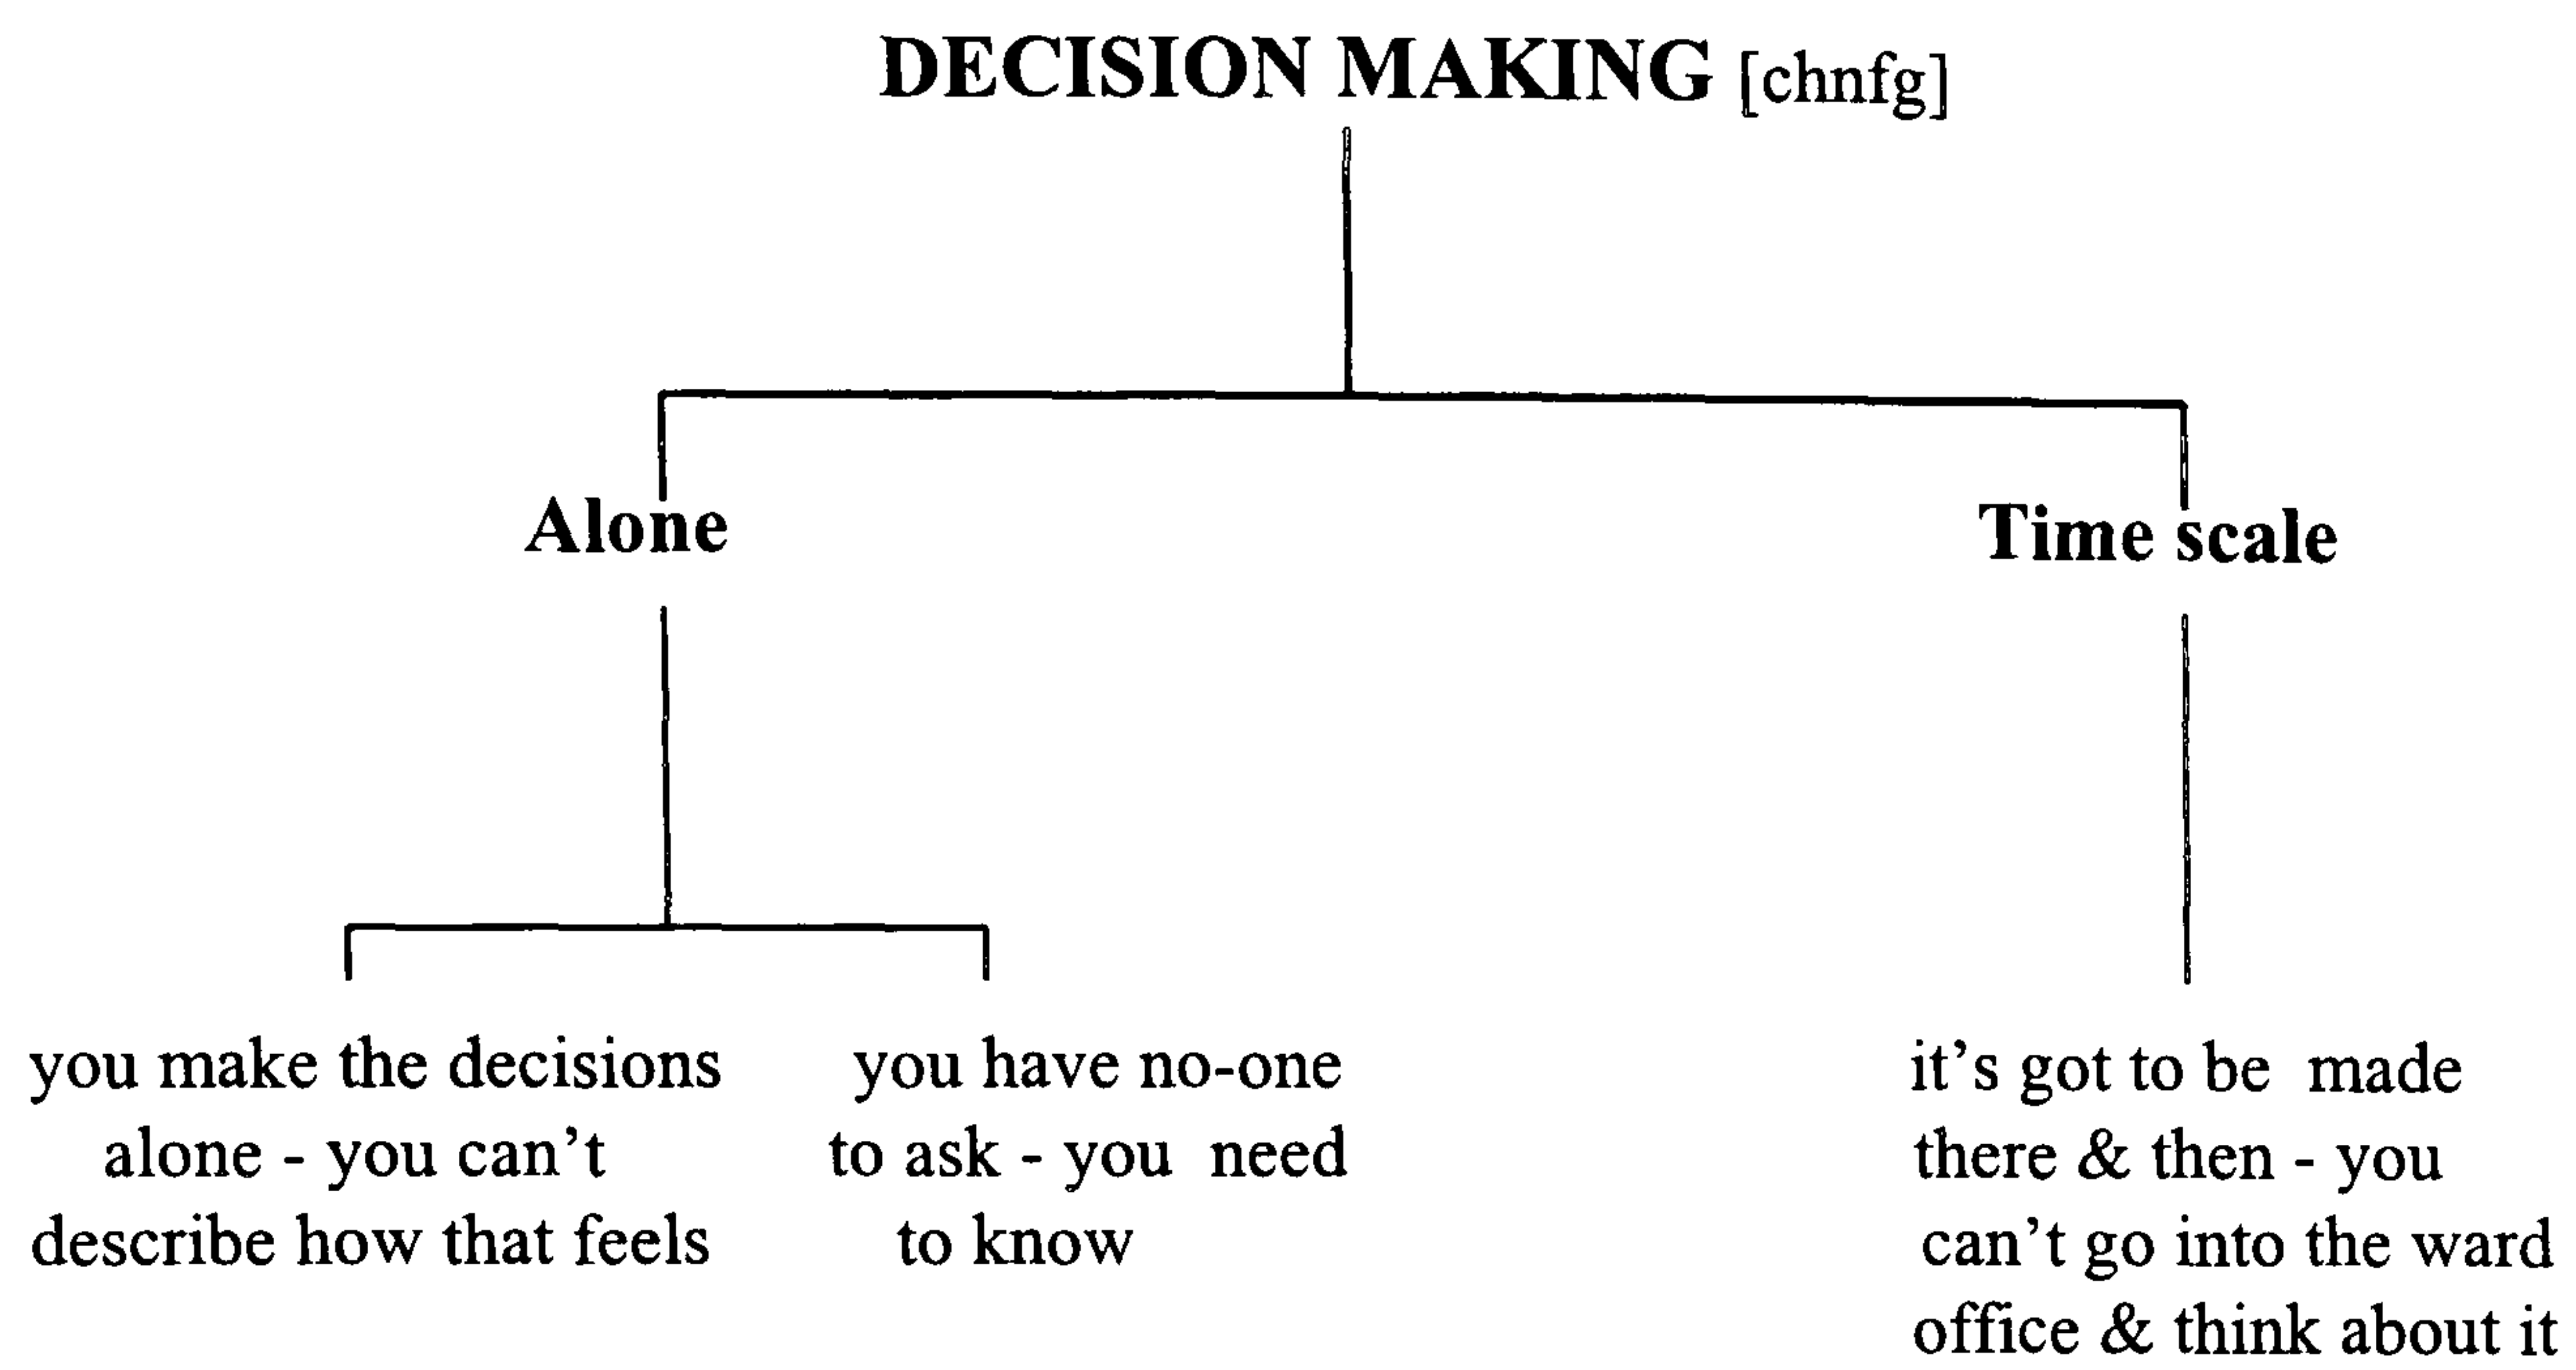 DECISION MAKING [chnfg]
Alone
Time scale
you make the decisions
alone - you can't
describe how that feels
you have no-one
to ask - you need
to know
it's got to be made
there & then - you
can't go into the ward
office & think about it